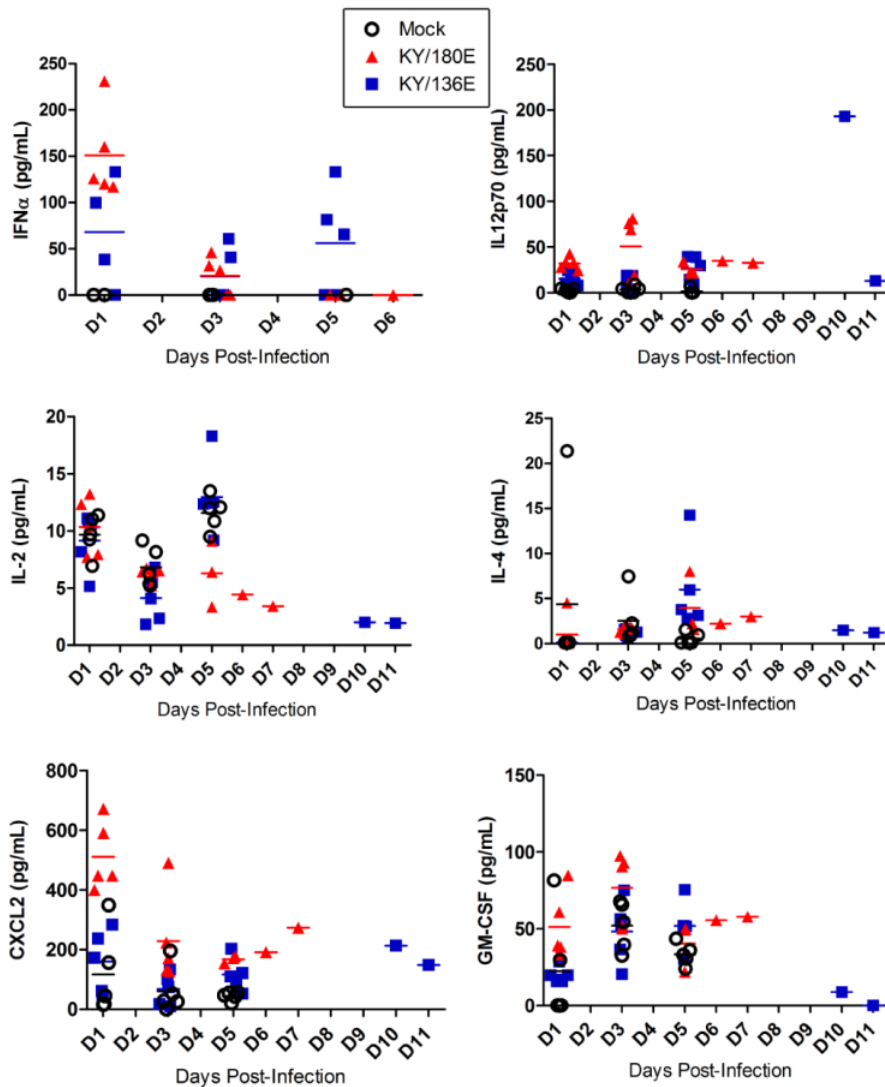 Mock
KY/180E
KY/136E
IFNα (pg/mL)
250
200
150
100
50
0
D1 D2 D3 D4 D5 D6
Days Post-Infection
IL12p70 (pg/mL)
250
200
150
100
50
0
D1 D2 D3 D4 D5 D6 D7 D8 D9 D10 D11
Days Post-Infection
IL-2 (pg/mL)
20
15
10
5
0
D1 D2 D3 D4 D5 D6 D7 D8 D9 D10 D11
Days Post-Infection
IL-4 (pg/mL)
25
20
15
10
5
0
D1 D2 D3 D4 D5 D6 D7 D8 D9 D10 D11
Days Post-Infection
CXCL2 (pg/mL)
800
600
400
200
0
D1 D2 D3 D4 D5 D6 D7 D8 D9 D10 D11
Days Post-Infection
GM-CSF (pg/mL)
150
100
50
0
D1 D2 D3 D4 D5 D6 D7 D8 D9 D10 D11
Days Post-Infection